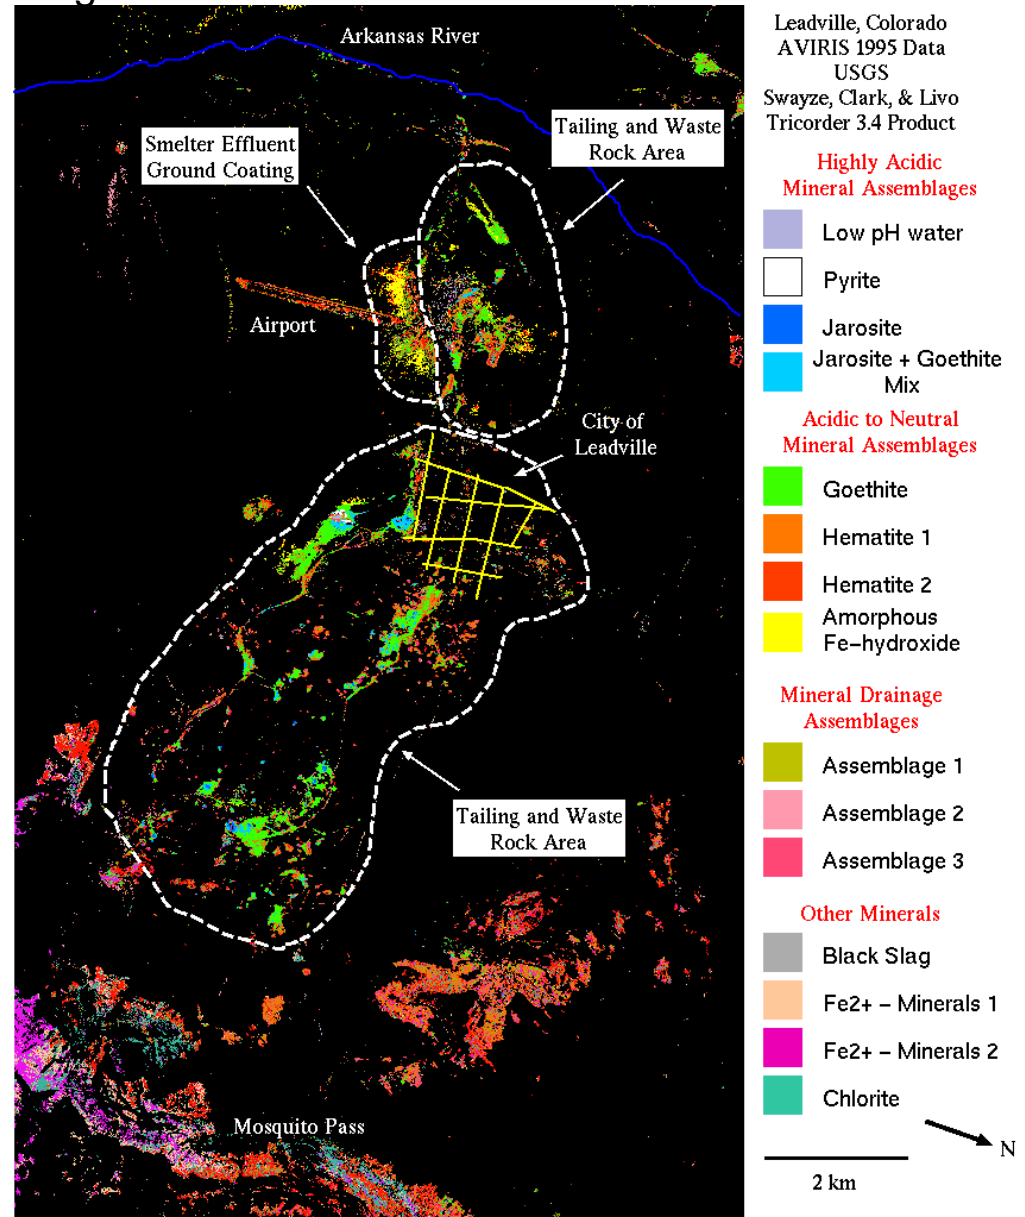 Arkansas River
Smelter Effluent
Ground Coating
Tailing and Waste
Rock Area
Airport
City of
Leadville
Tailing and Waste
Rock Area
Mosquito Pass
Leadville, Colorado
AVIRIS 1995 Data
USGS
Swayze, Clark, & Livo
Tricorder 3.4 Product
Highly Acidic
Mineral Assemblages
Low pH water
Pyrite
Jarosite
Jarosite + Goethite
Mix
Acidic to Neutral
Mineral Assemblages
Goethite
Hematite 1
Hematite 2
Amorphous
Fe-hydroxide
Mineral Drainage
Assemblages
Assemblage 1
Assemblage 2
Assemblage 3
Other Minerals
Black Slag
Fe2+ - Minerals 1
Fe2+ - Minerals 2
Chlorite
N
2 km